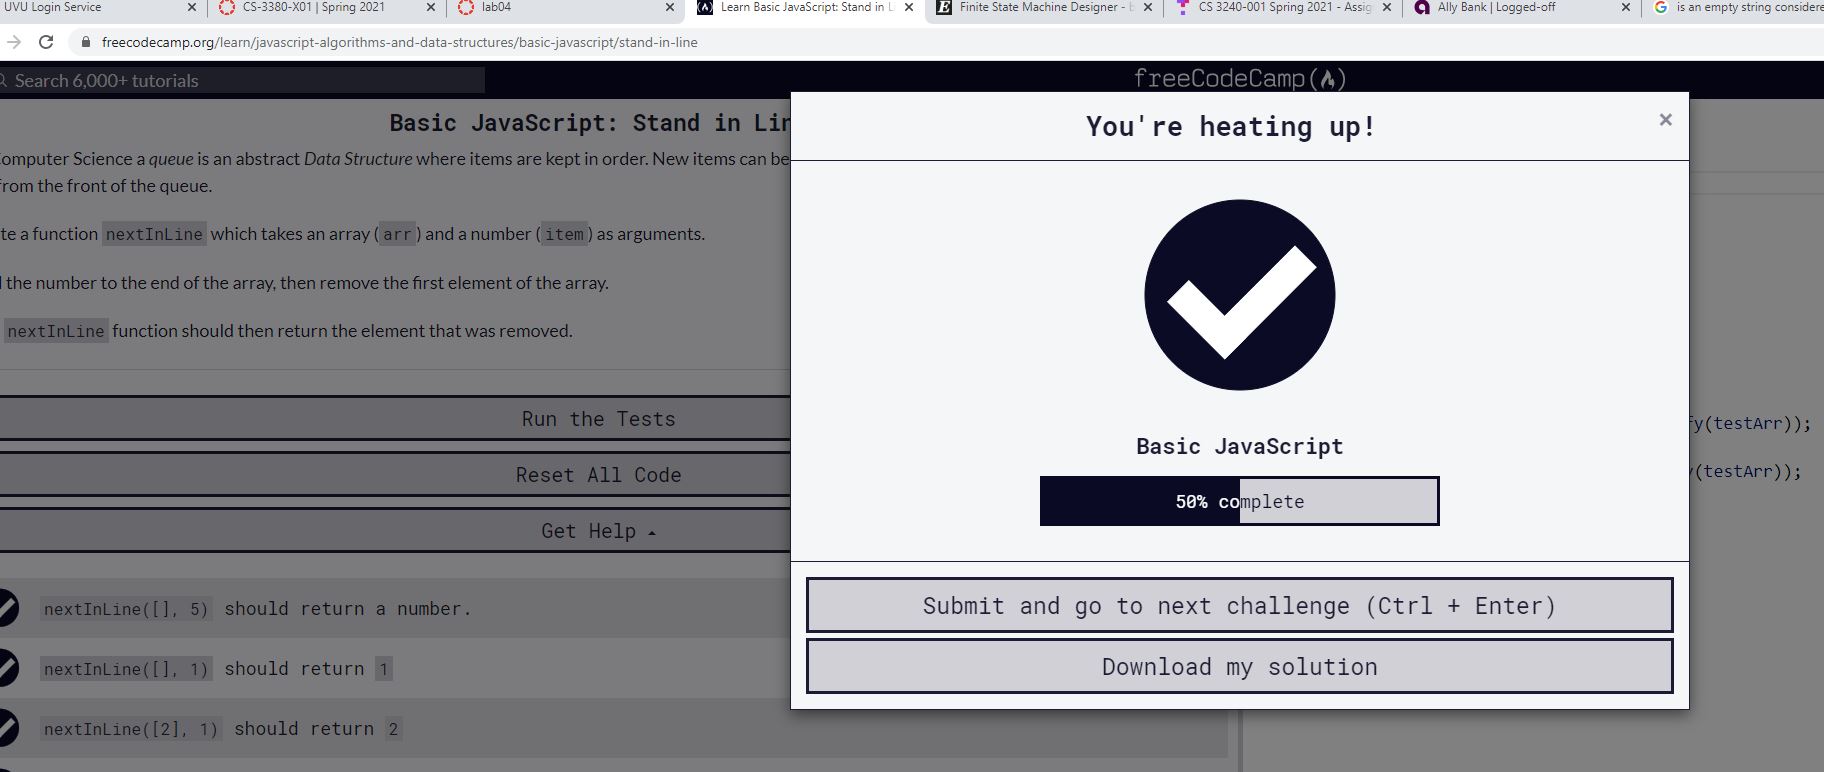 UVU Login Service × CS-3380-X01 | Spring 2021 × lab04 × Learn Basic JavaScript: Stand in L × Finite State Machine Designer - b × CS 3240-001 Spring 2021 - Assig × Ally Bank | Logged-off × is an empty string considere
freecodecamp.org/learn/javascript-algorithms-and-data-structures/basic-javascript/stand-in-line
Search 6,000+ tutorials
freeCodeCamp
Basic JavaScript: Stand in Lin
omputer Science a queue is an abstract Data Structure where items are kept in order. New items can be
from the front of the queue.
te a function nextInLine which takes an array (arr) and a number (item) as arguments.
the number to the end of the array, then remove the first element of the array.
nextInLine function should then return the element that was removed.
Run the Tests
Reset All Code
Get Help
nextInLine([], 5) should return a number.
nextInLine([], 1) should return 1
nextInLine([2], 1) should return 2
You're heating up!
×
Basic JavaScript
50% complete
Submit and go to next challenge (Ctrl + Enter)
Download my solution
fy(testArr));
y(testArr));